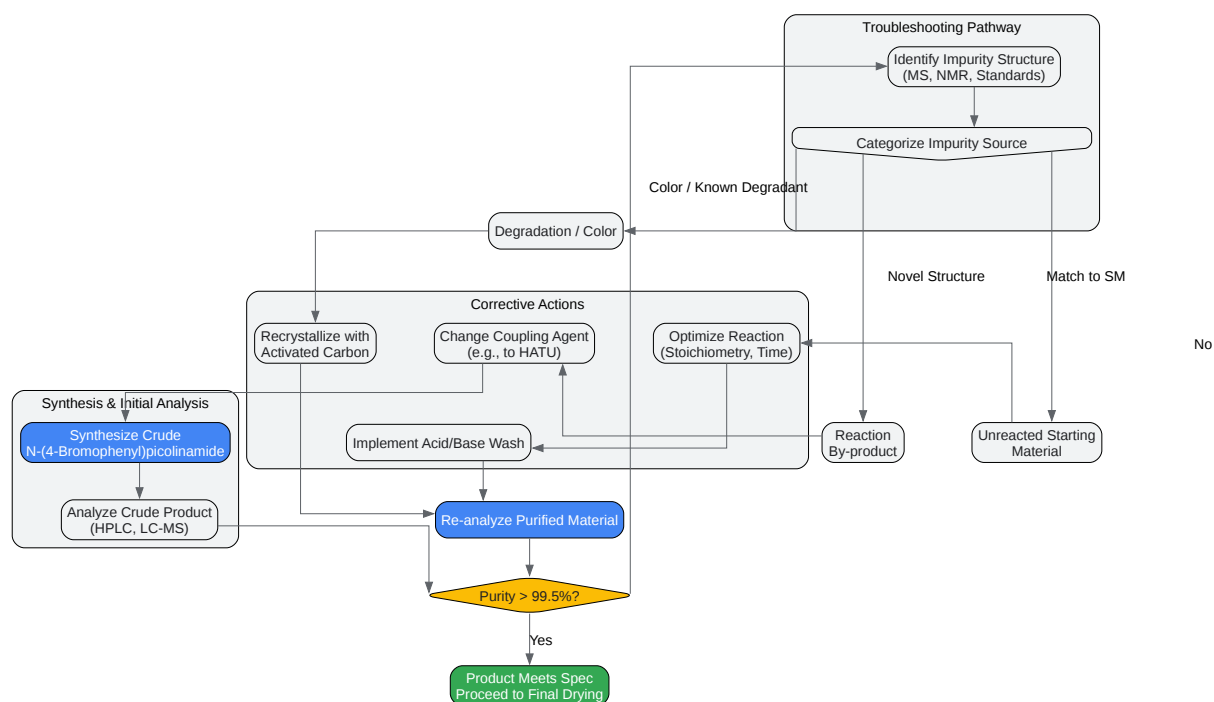 Troubleshooting Pathway
Identify Impurity Structure
(MS, NMR, Standards)
Categorize Impurity Source
Color / Known Degradant
Degradation / Color
Novel Structure
Match to SM
Corrective Actions
Recrystallize with
Activated Carbon
Change Coupling Agent
(e.g., to HATU)
Optimize Reaction
(Stoichiometry, Time)
No
Synthesis & Initial Analysis
Synthesize Crude
N-(4-Bromophenyl)picolinamide
Implement Acid/Base Wash
Reaction
By-product
Unreacted Starting
Material
Analyze Crude Product
(HPLC, LC-MS)
Re-analyze Purified Material
Purity > 99.5%?
Yes
Product Meets Spec
Proceed to Final Drying